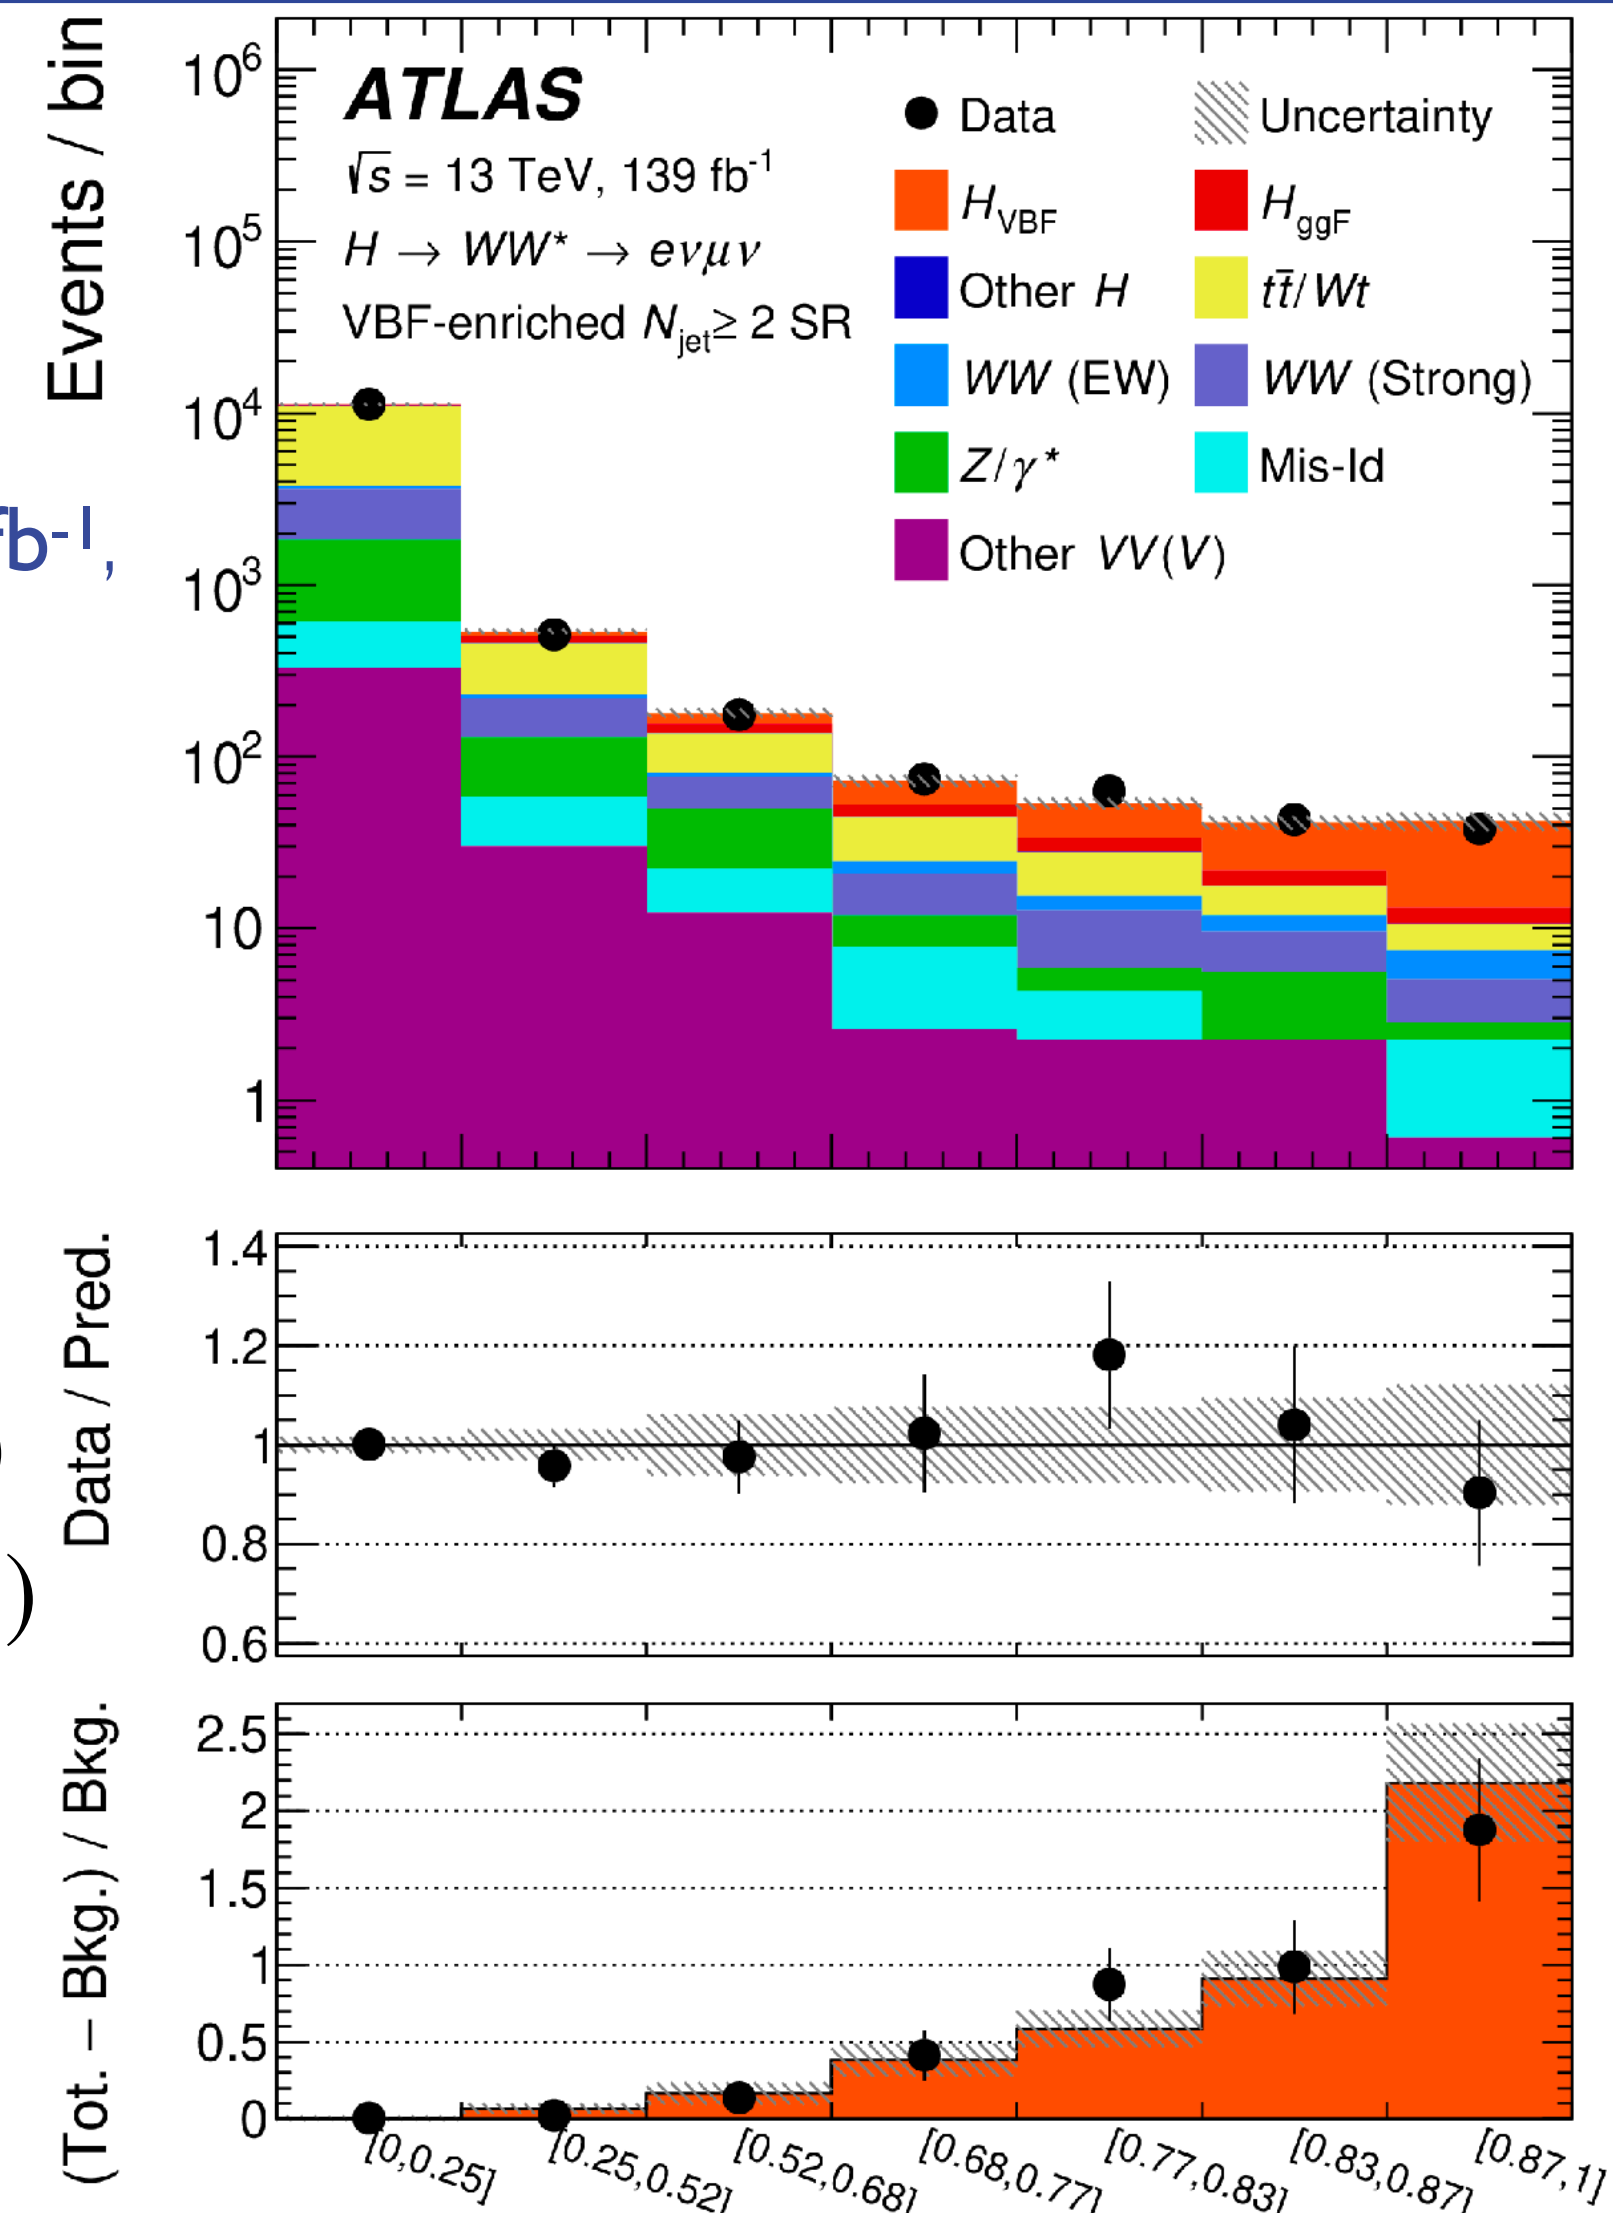 Events / bin
10⁶
10⁵
10⁴
10³
10²
10
1
ATLAS
√s = 13 TeV, 139 fb⁻¹
H → WW* → eνμν
VBF-enriched N_jet ≥ 2 SR
Data
Uncertainty
H_VBF
H_ggF
Other H
tt̄/Wt
WW (EW)
WW (Strong)
Z/γ*
Mis-Id
Other VV(V)
fb⁻¹,
Data / Pred.
1.4
1.2
1
0.8
0.6
)
)
(Tot. − Bkg.) / Bkg.
2.5
2
1.5
1
0.5
0
[0,0.25]
[0.25,0.52]
[0.52,0.68]
[0.68,0.77]
[0.77,0.83]
[0.83,0.87]
[0.87,1]